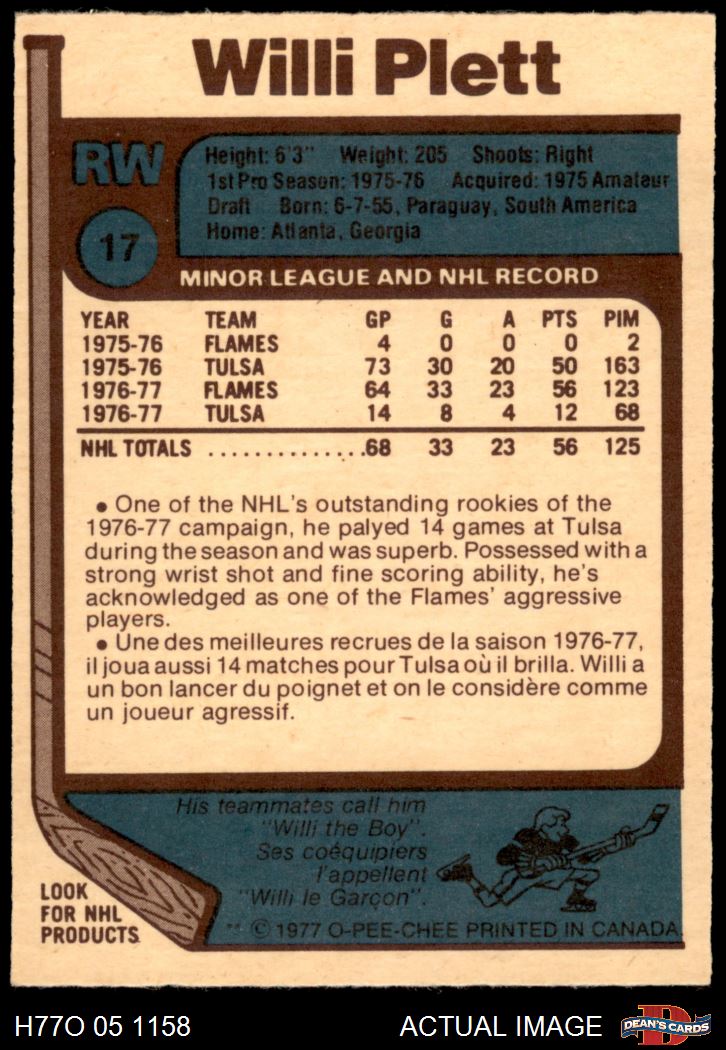 Willi Plett
RW
17
Height: 6'3" Weight: 205 Shoots: Right
1st Pro Season: 1975-76 Acquired: 1975 Amateur
Draft Born: 6-7-55, Paraguay, South America
Home: Atlanta, Georgia
MINOR LEAGUE AND NHL RECORD
YEAR TEAM GP G A PTS PIM
1975-76 FLAMES 4 0 0 0 2
1975-76 TULSA 73 30 20 50 163
1976-77 FLAMES 64 33 23 56 123
1976-77 TULSA 14 8 4 12 68
NHL TOTALS ..............68 33 23 56 125
• One of the NHL's outstanding rookies of the
1976-77 campaign, he palyed 14 games at Tulsa
during the season and was superb. Possessed with a
strong wrist shot and fine scoring ability, he's
acknowledged as one of the Flames' aggressive
players.
• Une des meilleures recrues de la saison 1976-77,
il joua aussi 14 matches pour Tulsa où il brilla. Willi a
un bon lancer du poignet et on le considère comme
un joueur agressif.
His teammates call him
"Willi the Boy".
Ses coéquipiers
l'appellent
"Willi le Garçon".
LOOK
FOR NHL
PRODUCTS
** © 1977 O-PEE-CHEE PRINTED IN CANADA
H77O 05 1158 ACTUAL IMAGE
D
DEAN'S CARDS